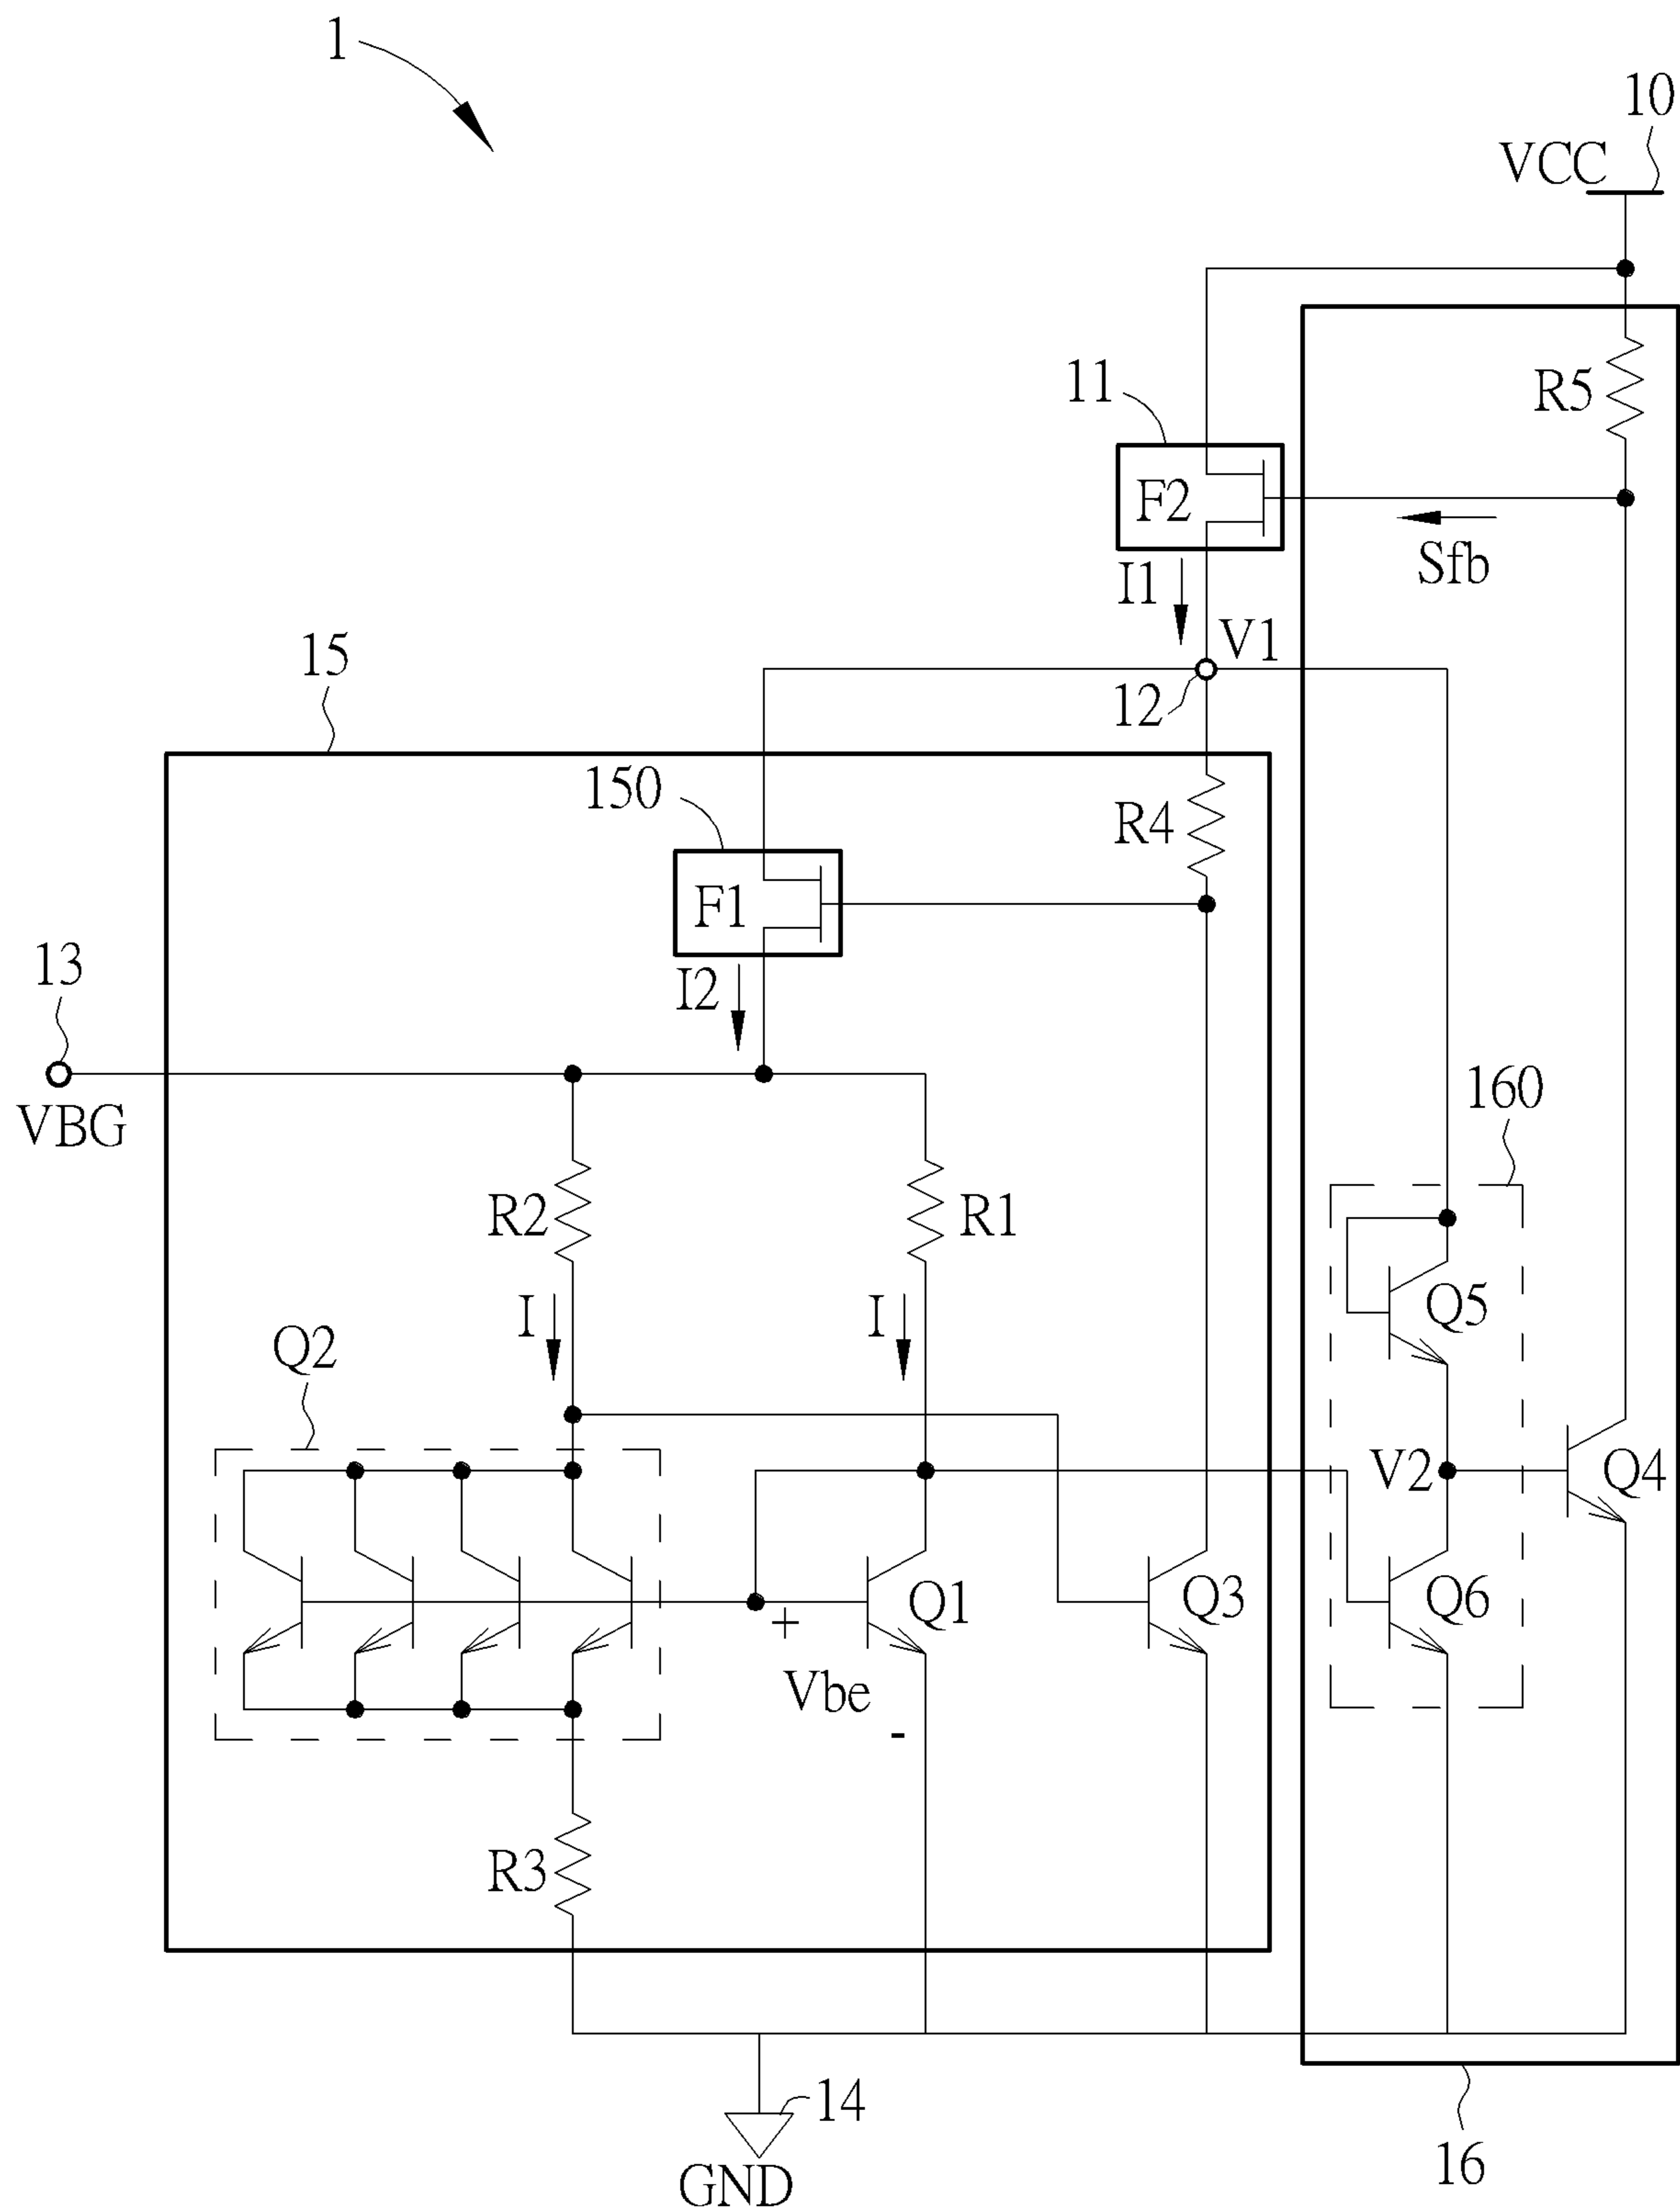 1
10
VCC
R5
11
F2
Sfb
I1
V1
12
15
150
R4
F1
13
I2
VBG
160
R2
R1
I
I
Q5
Q2
V2
Q4
Q1
Q3
Q6
+
Vbe
-
R3
14
GND
16